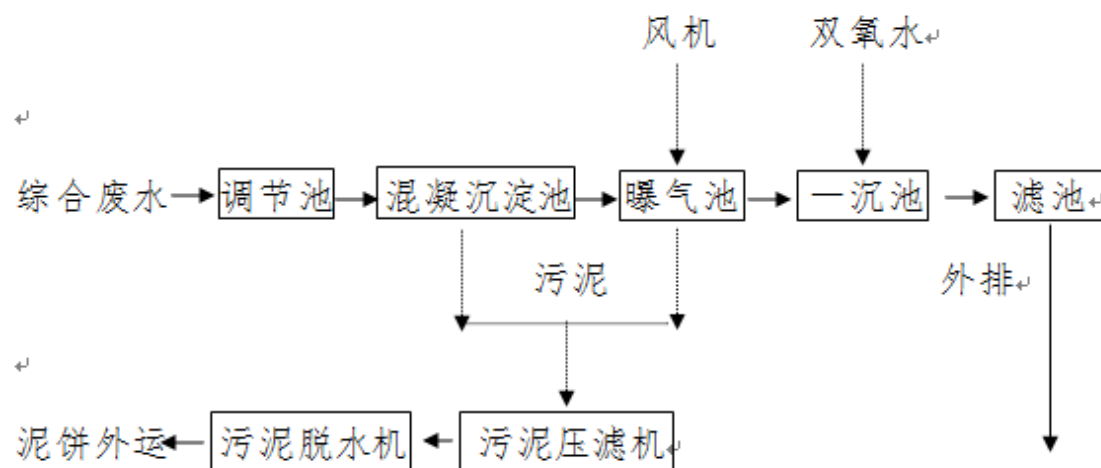 风机 双氧水
综合废水 调节池 混凝沉淀池 曝气池 一沉池 滤池
污泥 外排
泥饼外运 污泥脱水机 污泥压滤机